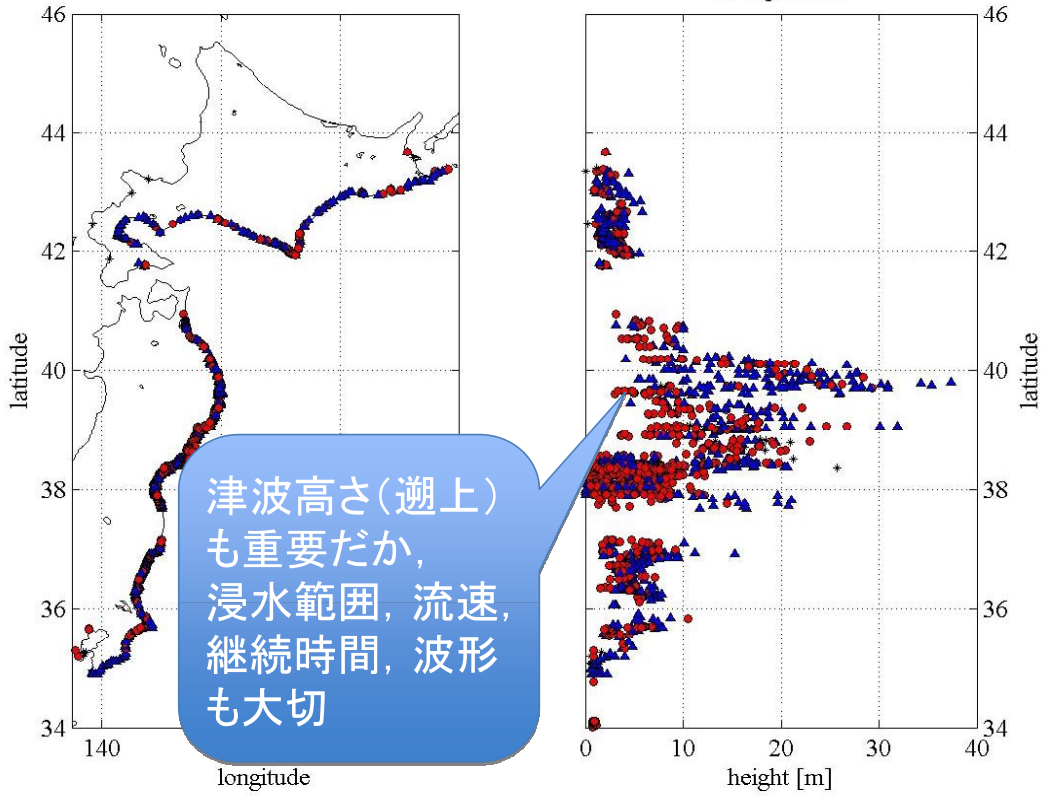 46
44
42
40
38
36
34
latitude
140
longitude
津波高さ（遡上）
も重要だか，
浸水範囲，流速，
継続時間，波形
も大切
46
44
42
40
38
36
34
latitude
0
10
20
30
40
height [m]